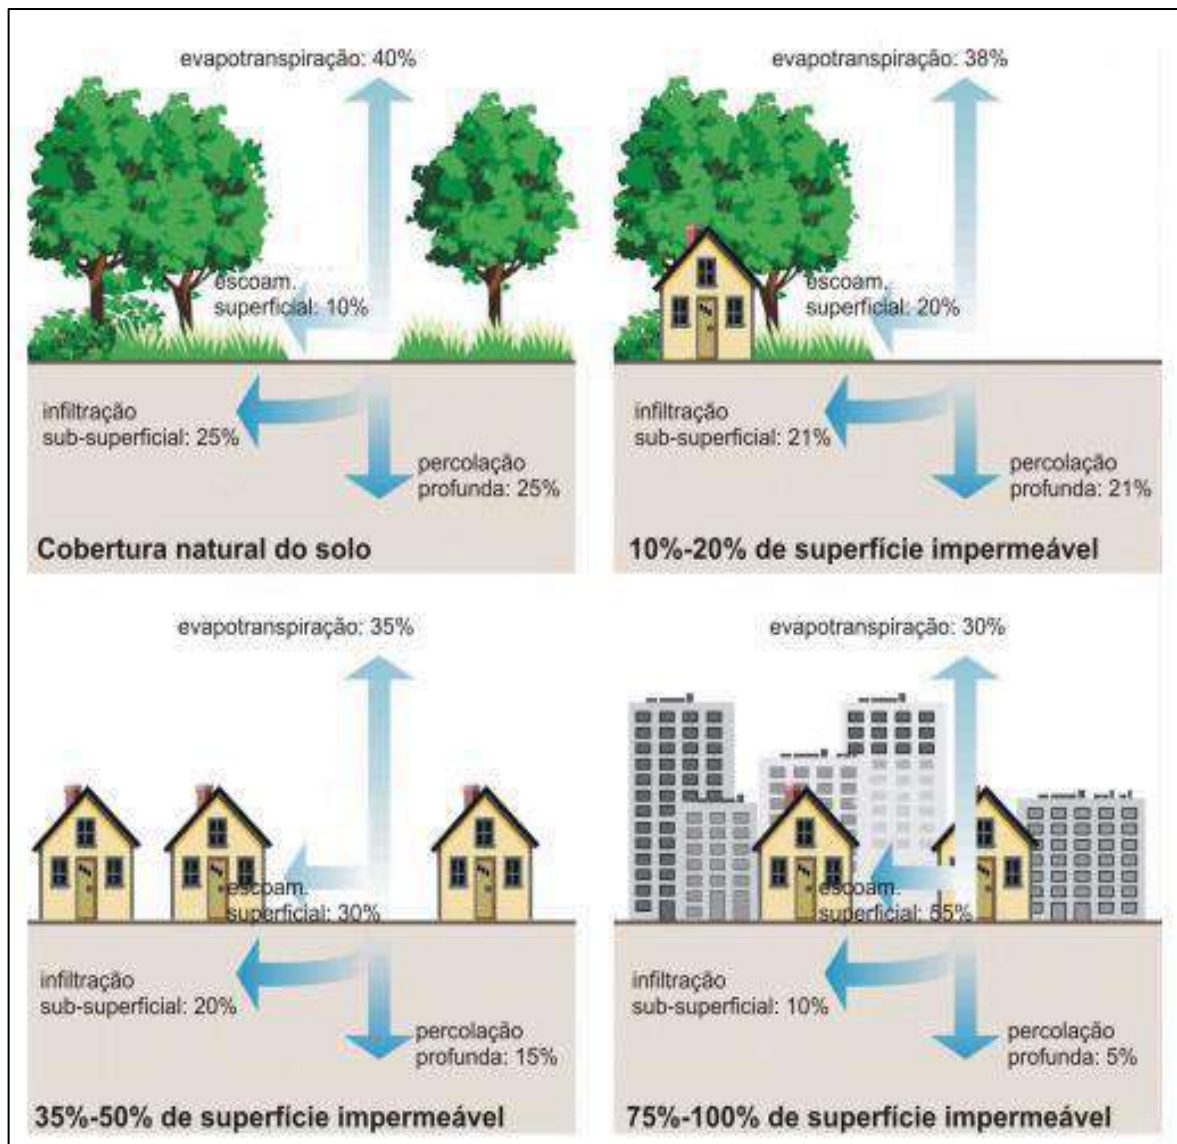 evapotranspiração: 40%
escoam.
superficial: 10%
infiltração
sub-superficial: 25%
percolação
profunda: 25%
Cobertura natural do solo
evapotranspiração: 38%
escoam.
superficial: 20%
infiltração
sub-superficial: 21%
percolação
profunda: 21%
10%-20% de superfície impermeável
evapotranspiração: 35%
escoam.
superficial: 30%
infiltração
sub-superficial: 20%
percolação
profunda: 15%
35%-50% de superfície impermeável
evapotranspiração: 30%
escoam.
superficial: 55%
infiltração
sub-superficial: 10%
percolação
profunda: 5%
75%-100% de superfície impermeável